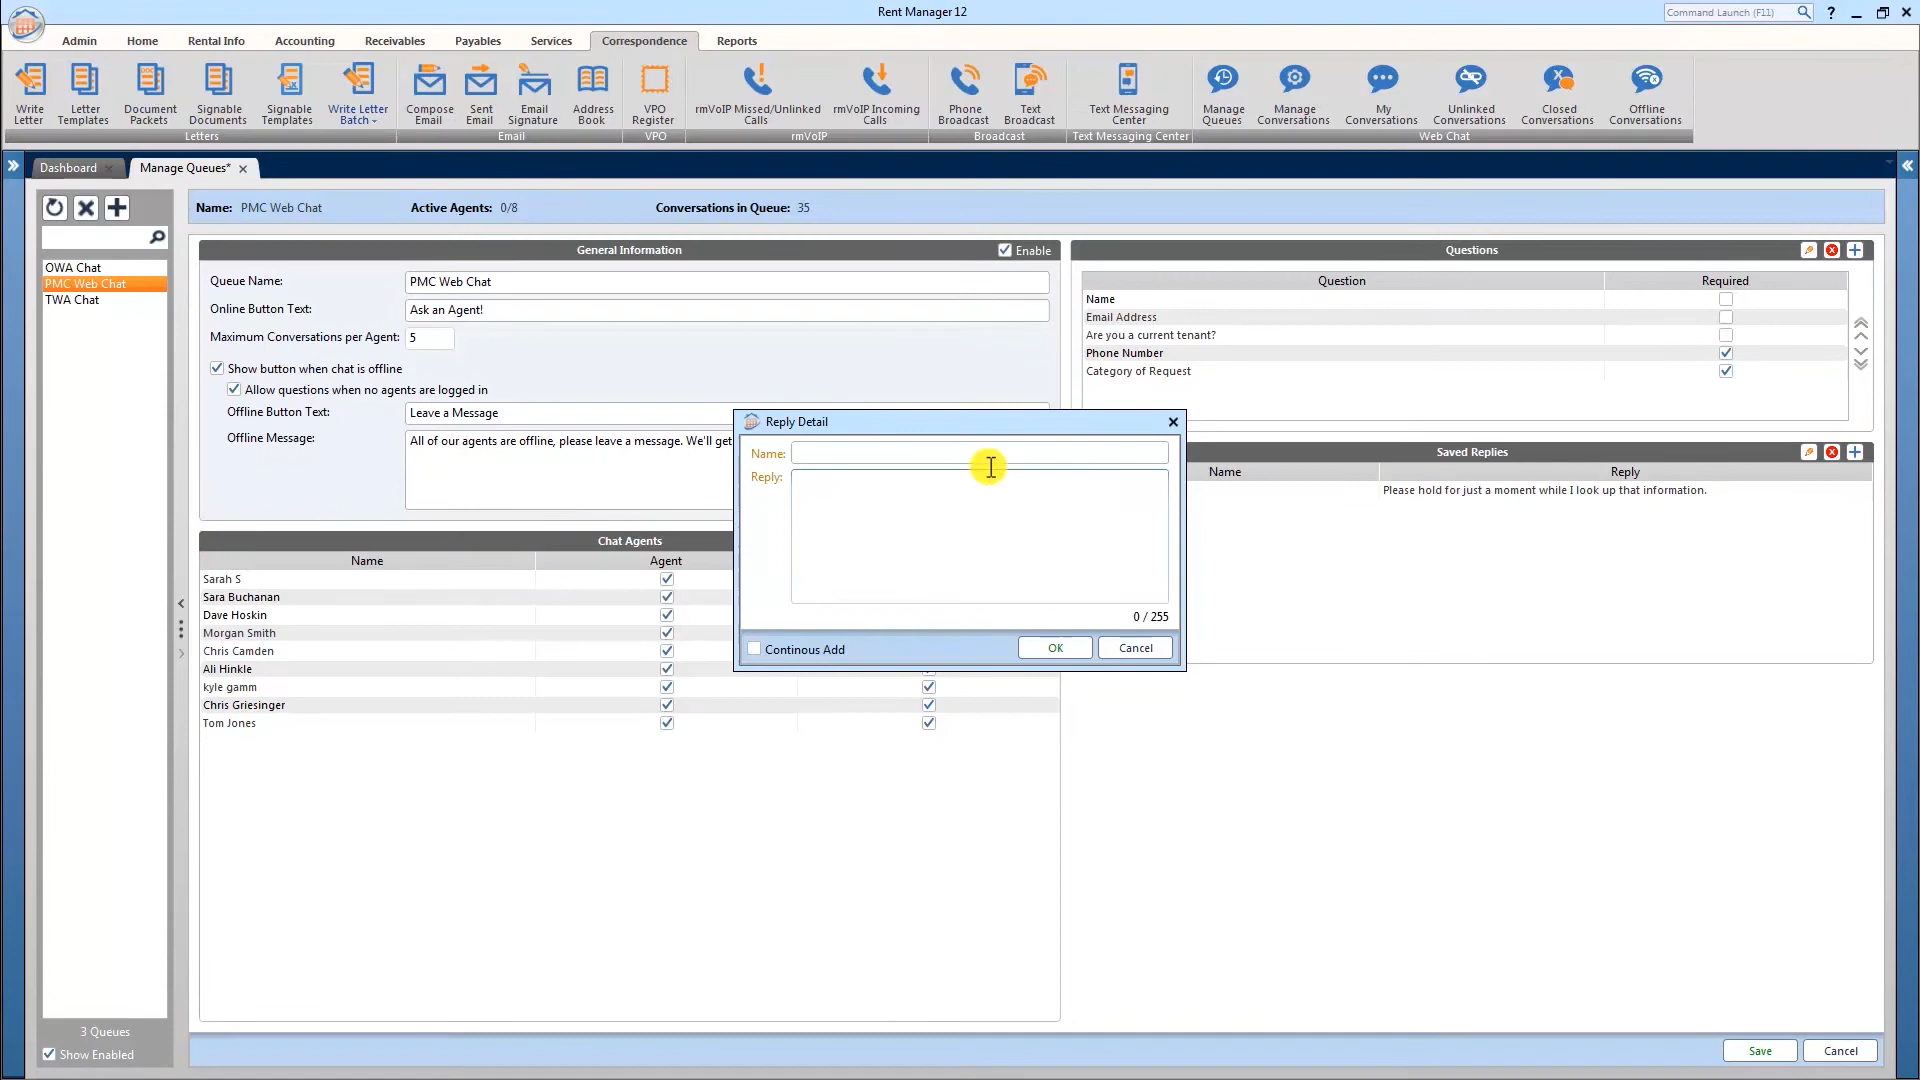 Rent Manager 12
Command Launch (F11)
?
Admin
Home
Rental Info
Accounting
Receivables
Payables
Services
Correspondence
Reports
Write
Letter
Letter
Templates
Document
Packets
Signable
Documents
Signable
Templates
Write Letter
Batch
Compose
Email
Sent
Email
Email
Signature
Address
Book
VPO
Register
rmVoIP Missed/Unlinked
Calls
rmVoIP Incoming
Calls
Phone
Broadcast
Text
Broadcast
Text Messaging
Center
Manage
Queues
Manage
Conversations
My
Conversations
Unlinked
Conversations
Closed
Conversations
Offline
Conversations
Letters
Email
VPO
rmVoIP
Broadcast
Text Messaging Center
Web Chat
Dashboard
Manage Queues*
OWA Chat
PMC Web Chat
TWA Chat
3 Queues
Show Enabled
Name: PMC Web Chat
Active Agents: 0/8
Conversations in Queue: 35
General Information
Enable
Queue Name: PMC Web Chat
Online Button Text: Ask an Agent!
Maximum Conversations per Agent: 5
Show button when chat is offline
Allow questions when no agents are logged in
Offline Button Text: Leave a Message
Offline Message: All of our agents are offline, please leave a message. We'll get
Chat Agents
Name Agent
Sarah S
Sara Buchanan
Dave Hoskin
Morgan Smith
Chris Camden
Ali Hinkle
kyle gamm
Chris Griesinger
Tom Jones
Reply Detail
Name:
Reply:
0 / 255
Continous Add
OK
Cancel
Questions
Question Required
Name
Email Address
Are you a current tenant?
Phone Number
Category of Request
Saved Replies
Name Reply
Please hold for just a moment while I look up that information.
Save
Cancel